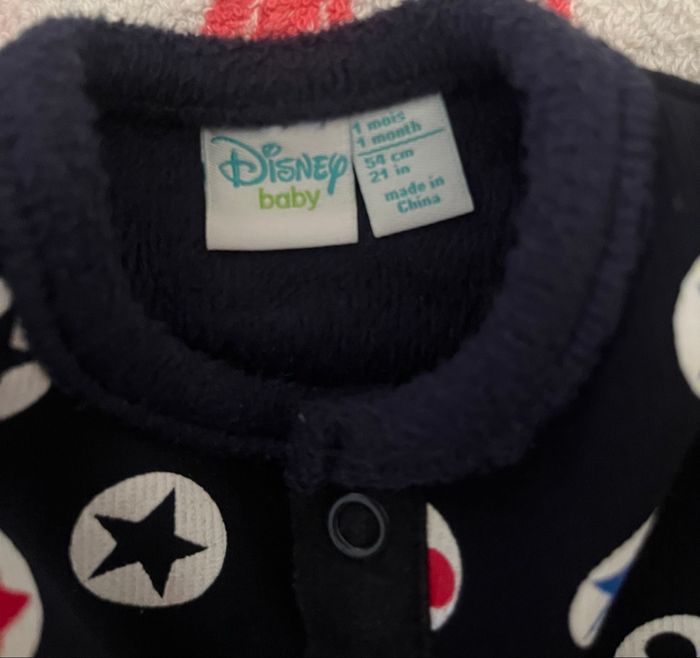 Disney
baby
1 mois
1 month
54 cm
21 in
made in
China